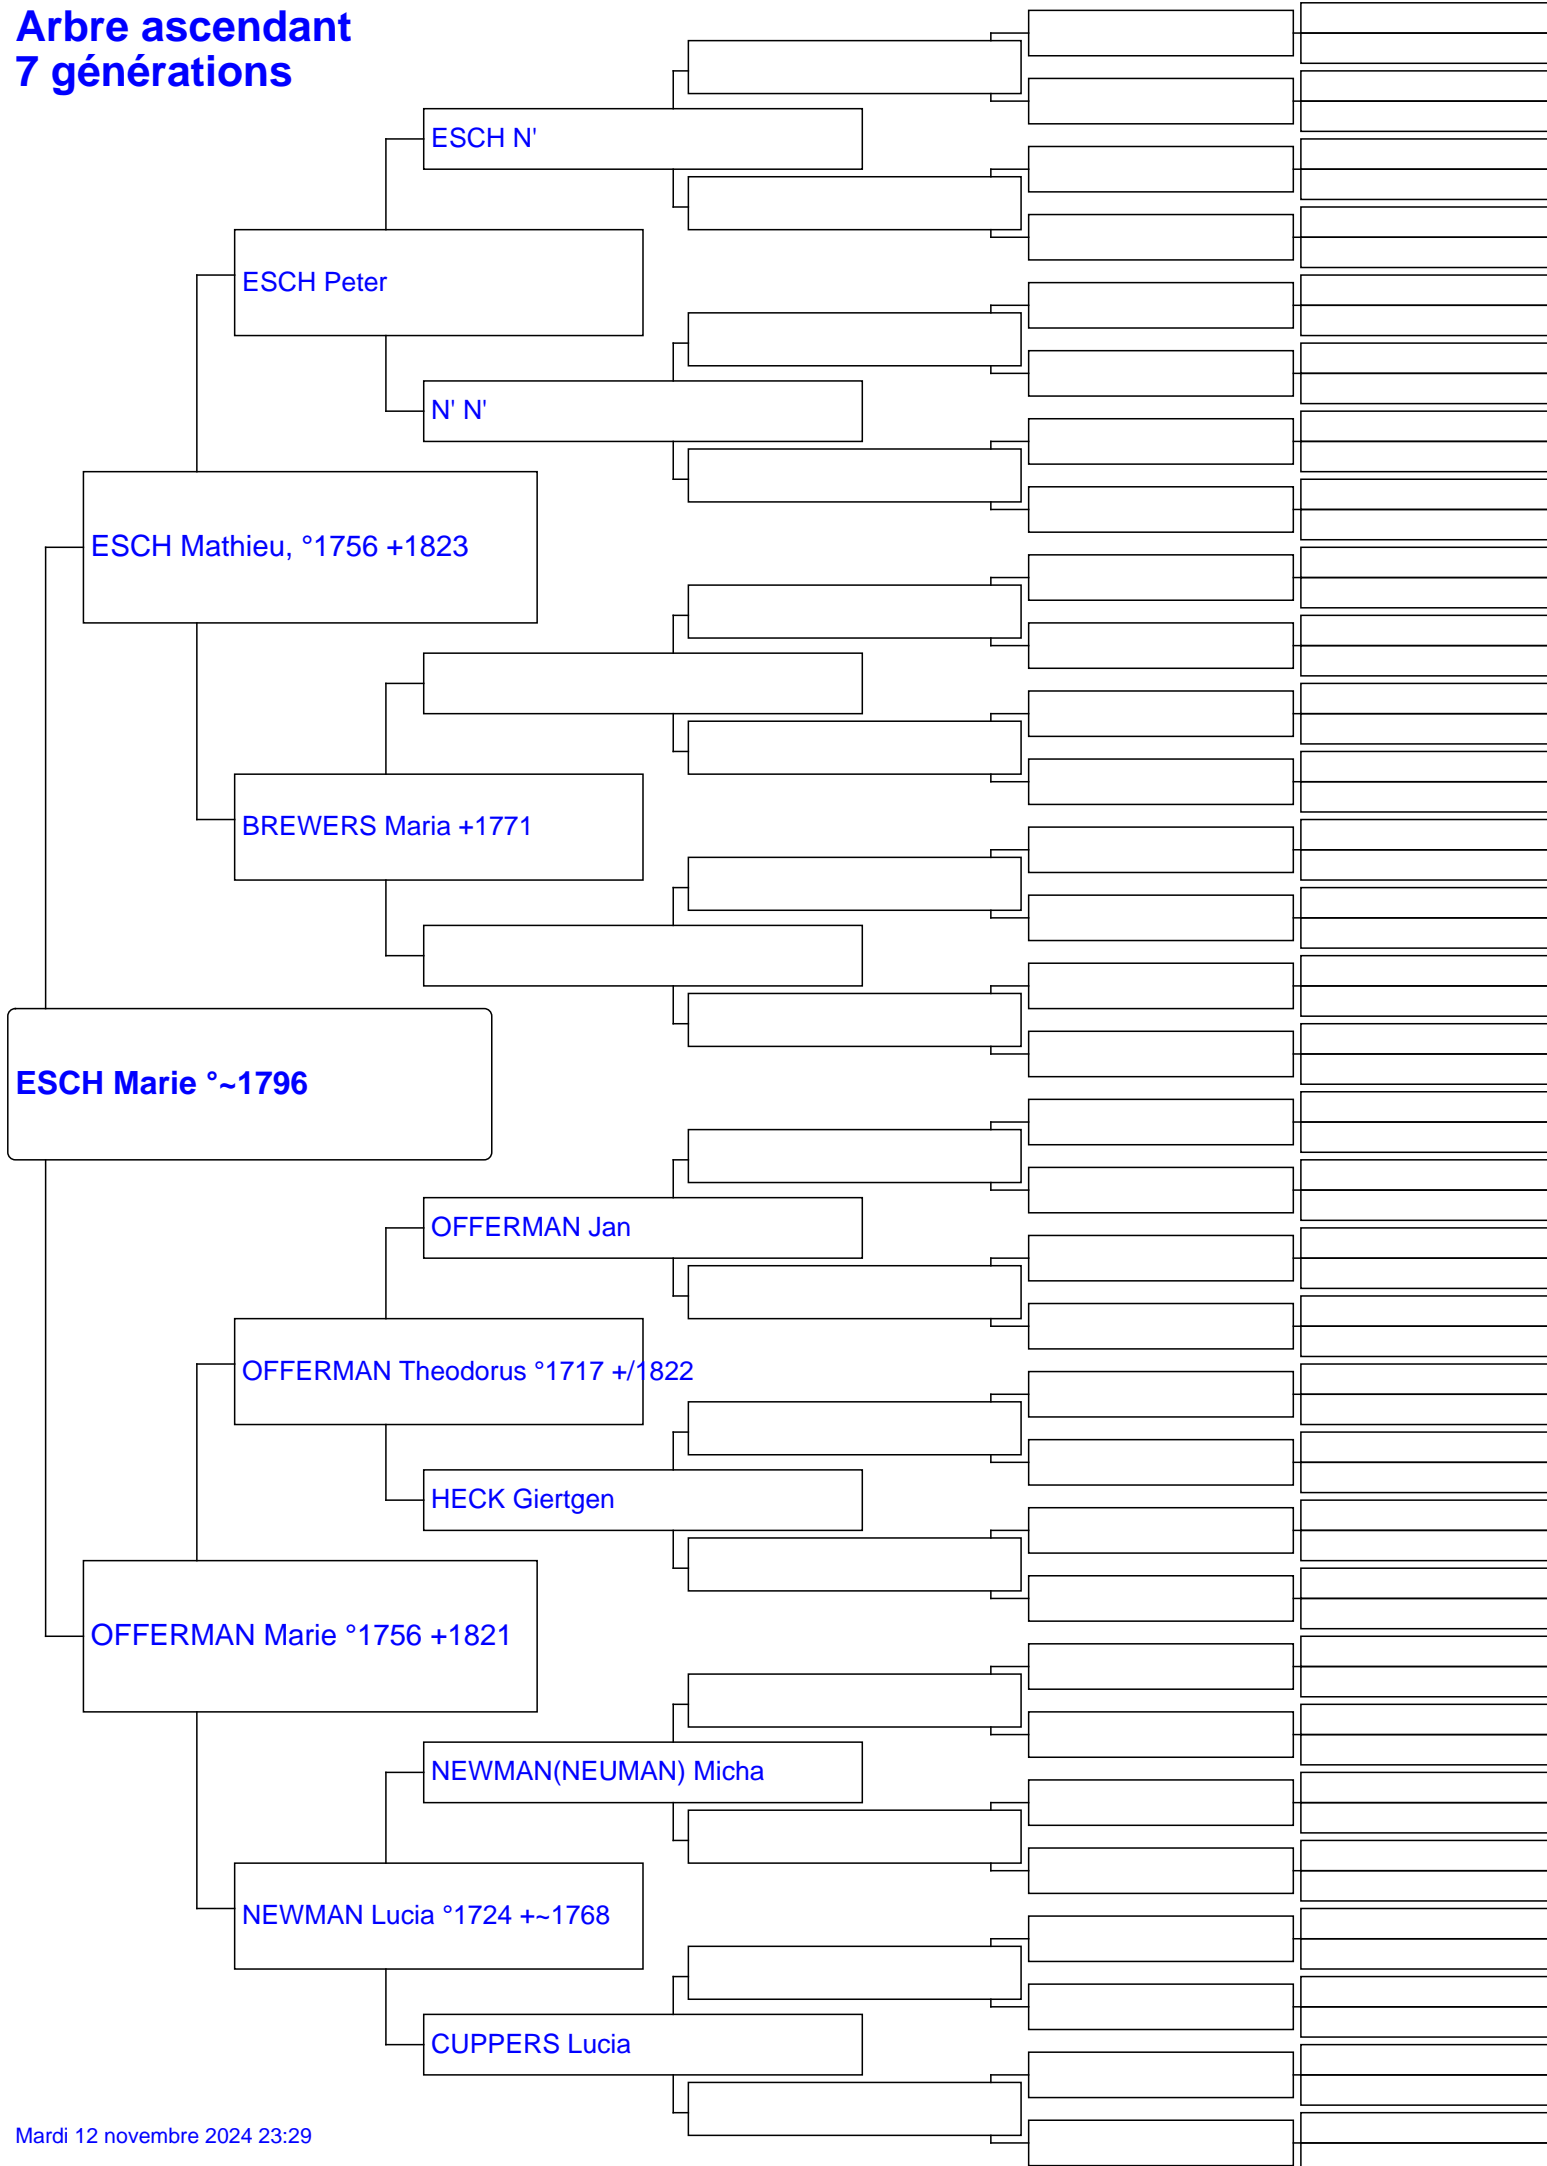 Arbre ascendant
7 générations
ESCH N'
ESCH Peter
N' N'
ESCH Mathieu, °1756 +1823
BREWERS Maria +1771
ESCH Marie °~1796
OFFERMAN Jan
OFFERMAN Theodorus °1717 +/1822
HECK Giertgen
OFFERMAN Marie °1756 +1821
NEWMAN(NEUMAN) Micha
NEWMAN Lucia °1724 +~1768
CUPPERS Lucia
Mardi 12 novembre 2024 23:29